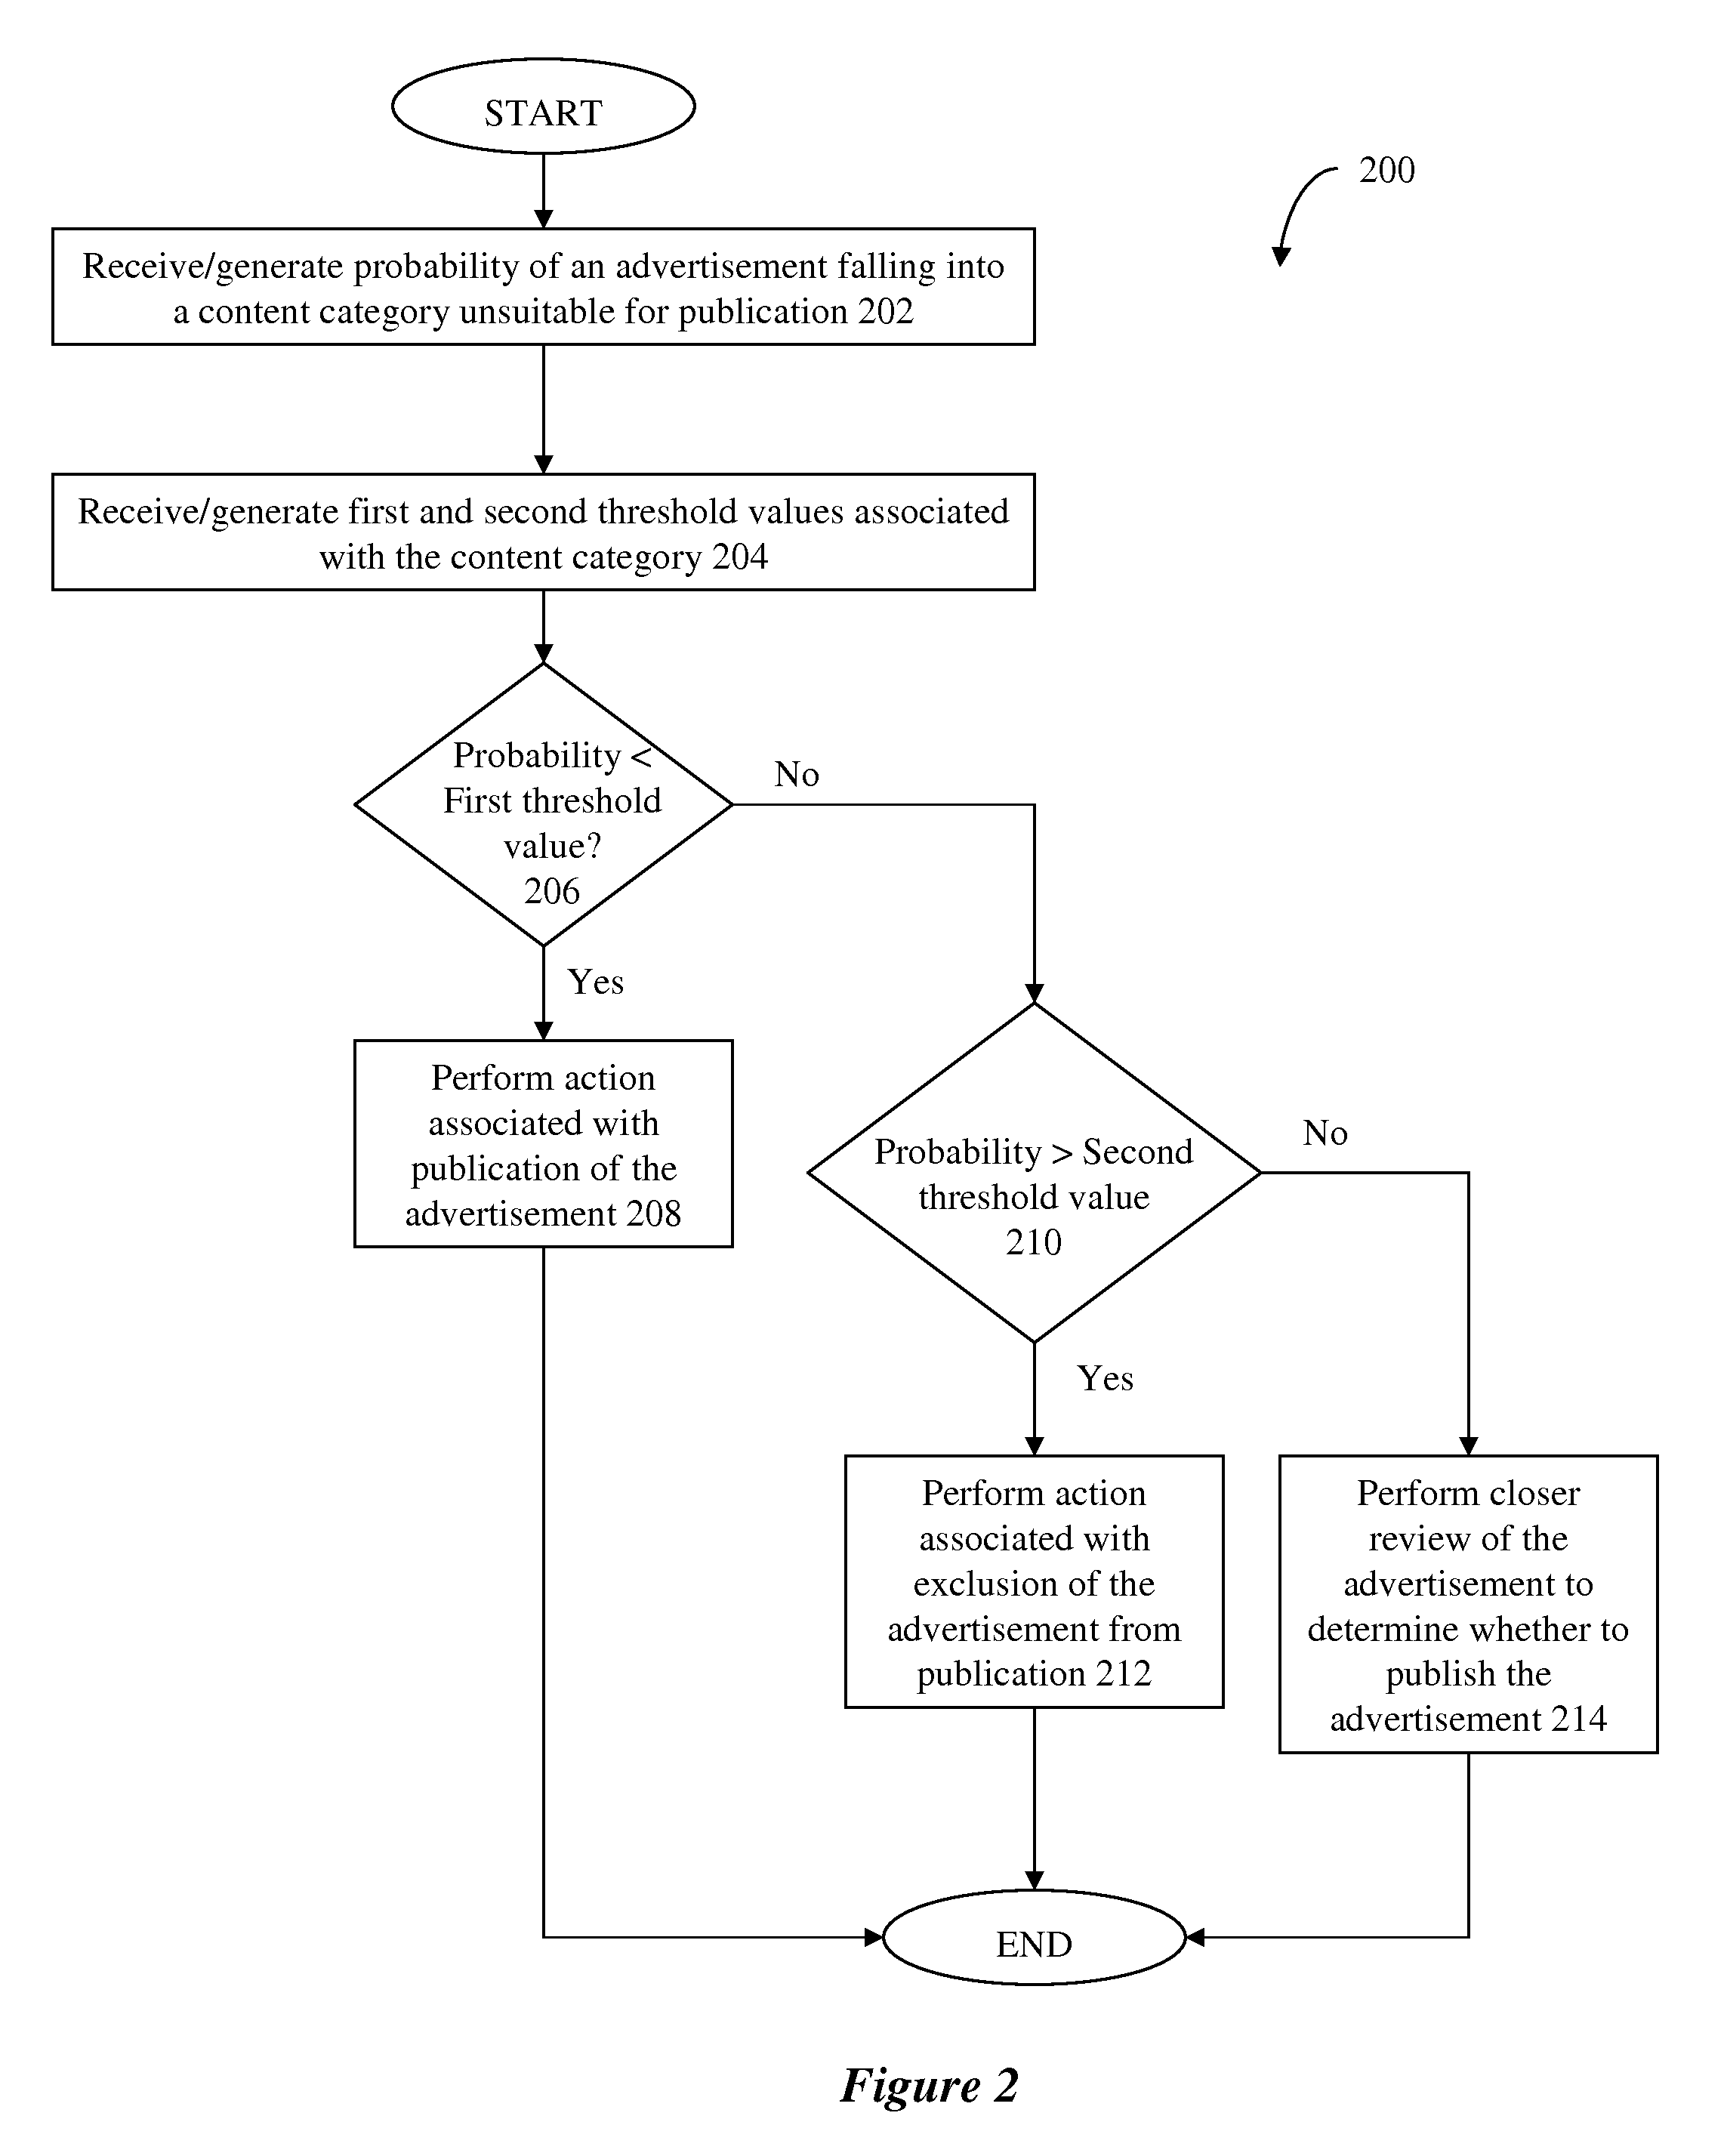 START
200
Receive/generate probability of an advertisement falling into
a content category unsuitable for publication 202
Receive/generate first and second threshold values associated
with the content category 204
Probability <
First threshold
value?
206
No
Yes
Perform action
associated with
publication of the
advertisement 208
Probability > Second
threshold value
210
No
Yes
Perform action
associated with
exclusion of the
advertisement from
publication 212
Perform closer
review of the
advertisement to
determine whether to
publish the
advertisement 214
END
Figure 2